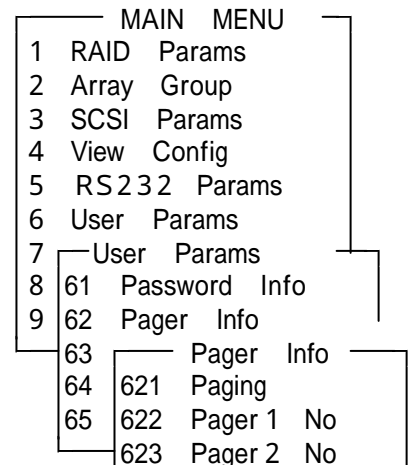 MAIN MENU
1 RAID Params
2 Array Group
3 SCSI Params
4 View Config
5 RS232 Params
6 User Params
7 User Params
8 61 Password Info
9 62 Pager Info
63 Pager Info
64 621 Paging
65 622 Pager 1 No
623 Pager 2 No